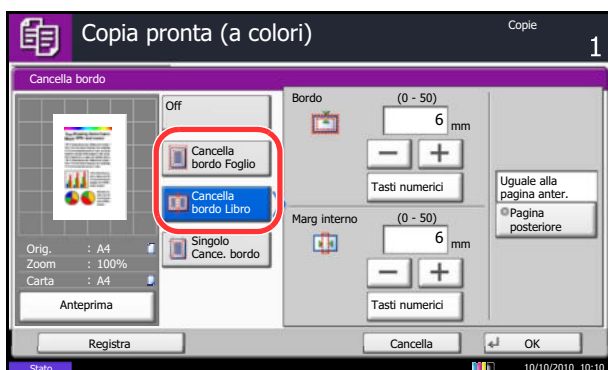 Copia pronta (a colori)
Copie
1
Cancella bordo
Off
Cancella
bordo Foglio
Cancella
bordo Libro
Singolo
Cance. bordo
Bordo
(0 - 50)
6 mm
Tasti numerici
Marg interno
(0 - 50)
6 mm
Tasti numerici
Uguale alla
pagina anter.
Pagina
posteriore
Orig. : A4
Zoom : 100%
Carta : A4
Anteprima
Registra
Cancella
OK
Stato
10/10/2010 10:10